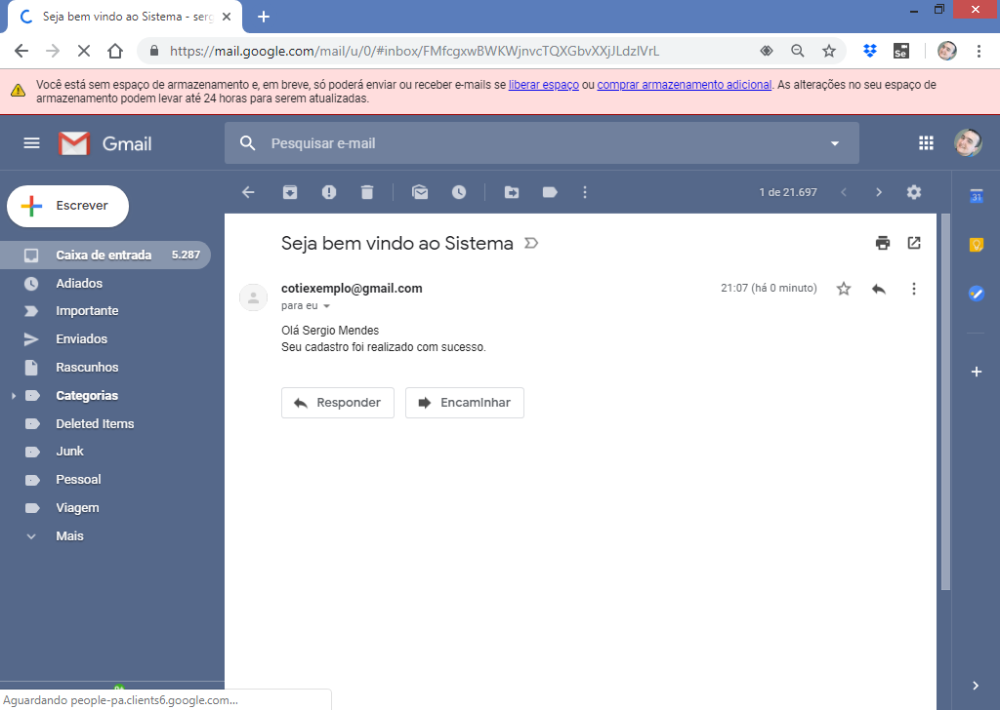 Seja bem vindo ao Sistema - serg
https://mail.google.com/mail/u/0/#inbox/FMfcgxwBWKWjnvcTQXGbvXXjJLdzlVrL
Se
Você está sem espaço de armazenamento e, em breve, só poderá enviar ou receber e-mails se liberar espaço ou comprar armazenamento adicional. As alterações no seu espaço de
armazenamento podem levar até 24 horas para serem atualizadas.
Gmail
Pesquisar e-mail
Escrever
1 de 21.697
31
Caixa de entrada 5.287
Adiados
Importante
Enviados
Rascunhos
Categorias
Deleted Items
Junk
Pessoal
Viagem
Mais
Seja bem vindo ao Sistema
cotiexemplo@gmail.com
21:07 (há 0 minuto)
para eu
Olá Sergio Mendes
Seu cadastro foi realizado com sucesso.
Responder
Encaminhar
Aguardando people-pa.clients6.google.com...